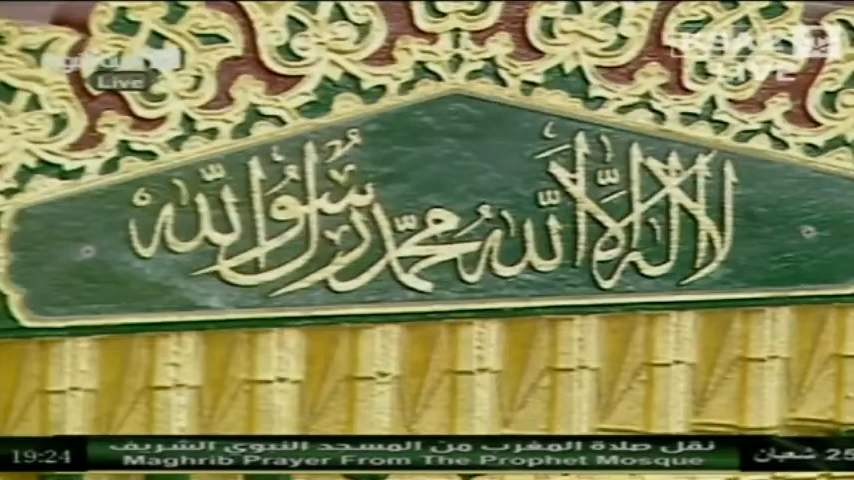 Live
LIVE
لا إله إلا الله محمد رسول الله
19:24
نقل صلاة المغرب من المسجد النبوي الشريف
Maghrib Prayer From The Prophet Mosque
25 شعبان